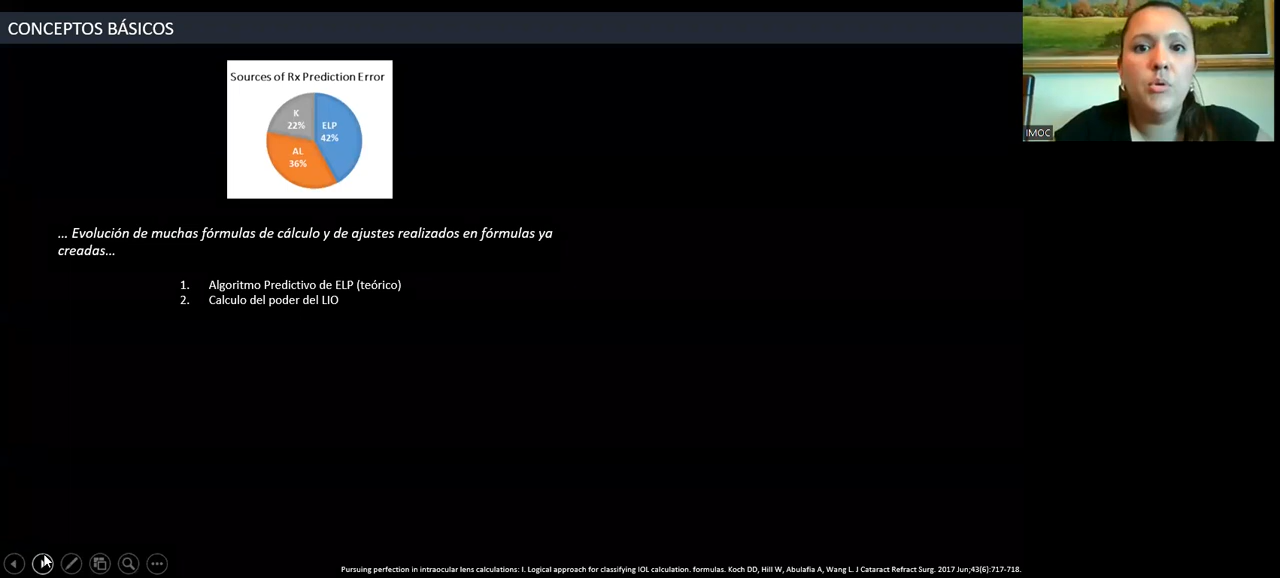 CONCEPTOS BÁSICOS
Sources of Rx Prediction Error
K
22%
ELP
42%
AL
36%
IMOC
... Evolución de muchas fórmulas de cálculo y de ajustes realizados en fórmulas ya
creadas...
1. Algoritmo Predictivo de ELP (teórico)
2. Calculo del poder del LIO
Pursuing perfection in intraocular lens calculations: I. Logical approach for classifying IOL calculation. formulas. Koch DD, Hill W, Abulafia A, Wang L. J Cataract Refract Surg. 2017 Jun;43(6):717-718.